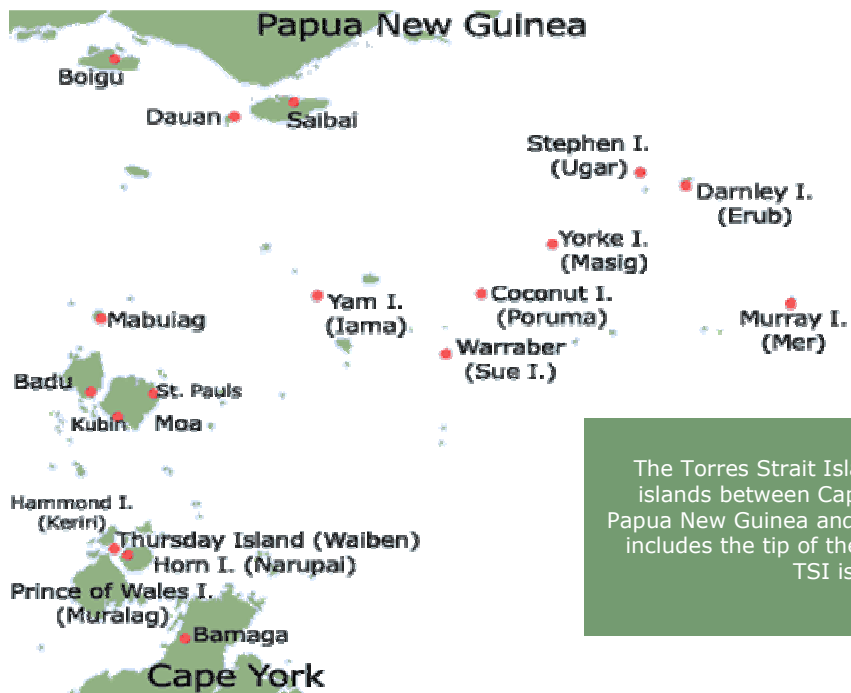 Papua New Guinea
Boigu
Dauan
Saibai
Stephen I.
(Ugar)
Darnley I.
(Erub)
Yorke I.
(Masig)
Yam I.
(Iama)
Coconut I.
(Poruma)
Murray I.
(Mer)
Mabuiag
Warraber
(Sue I.)
Badu
St. Pauls
Kubin
Moa
Hammond I.
(Keriri)
Thursday Island (Waiben)
Horn I. (Narupai)
Prince of Wales I.
(Muralag)
Bamaga
Cape York
The Torres Strait Isla
islands between Cap
Papua New Guinea and
includes the tip of the
TSI is